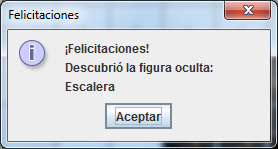 Felicitaciones
¡Felicitaciones!
Descubrió la figura oculta:
Escalera
Aceptar